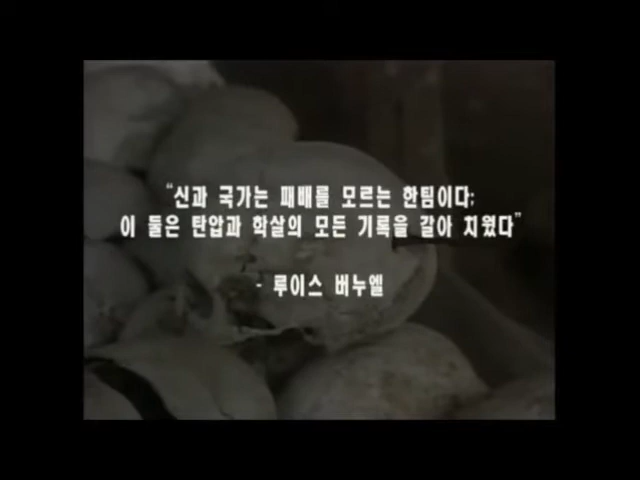 “신과 국가는 패배를 모르는 한팀이다;
이 둘은 탄압과 학살의 모든 기록을 갈아 치웠다”
- 루이스 버누엘